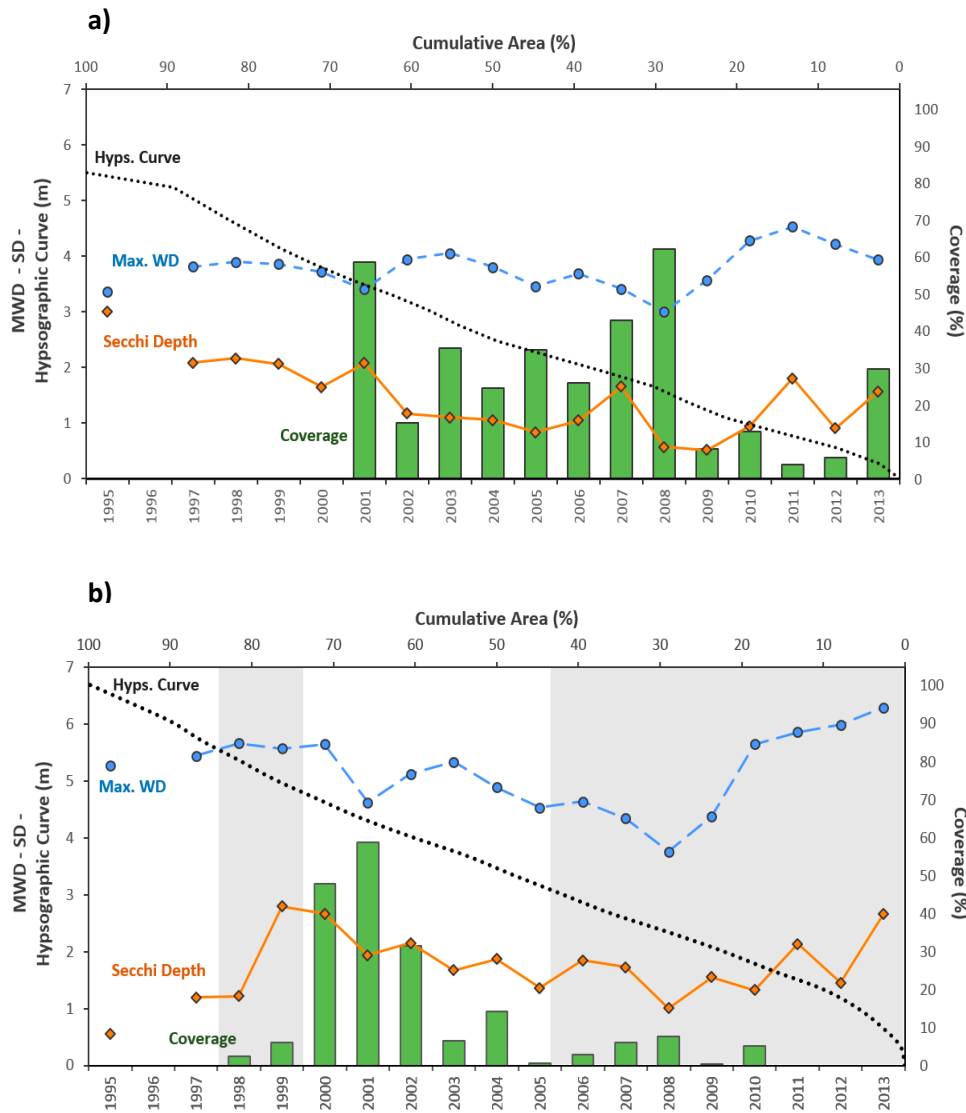 a)
Cumulative Area (%)
100 90 80 70 60 50 40 30 20 10 0
MWD - SD -
Hypsographic Curve (m)
7
6
5
4
3
2
1
0
Hyps. Curve
Max. WD
Secchi Depth
Coverage
100
90
80
70
60
50
40
30
20
10
0
Coverage
(%)
1995 1996 1997 1998 1999 2000 2001 2002 2003 2004 2005 2006 2007 2008 2009 2010 2011 2012 2013
b)
Cumulative Area (%)
100 90 80 70 60 50 40 30 20 10 0
MWD - SD -
Hypsographic Curve (m)
7
6
5
4
3
2
1
0
Hyps. Curve
Max. WD
Secchi Depth
Coverage
100
90
80
70
60
50
40
30
20
10
0
Coverage
(%)
1995 1996 1997 1998 1999 2000 2001 2002 2003 2004 2005 2006 2007 2008 2009 2010 2011 2012 2013